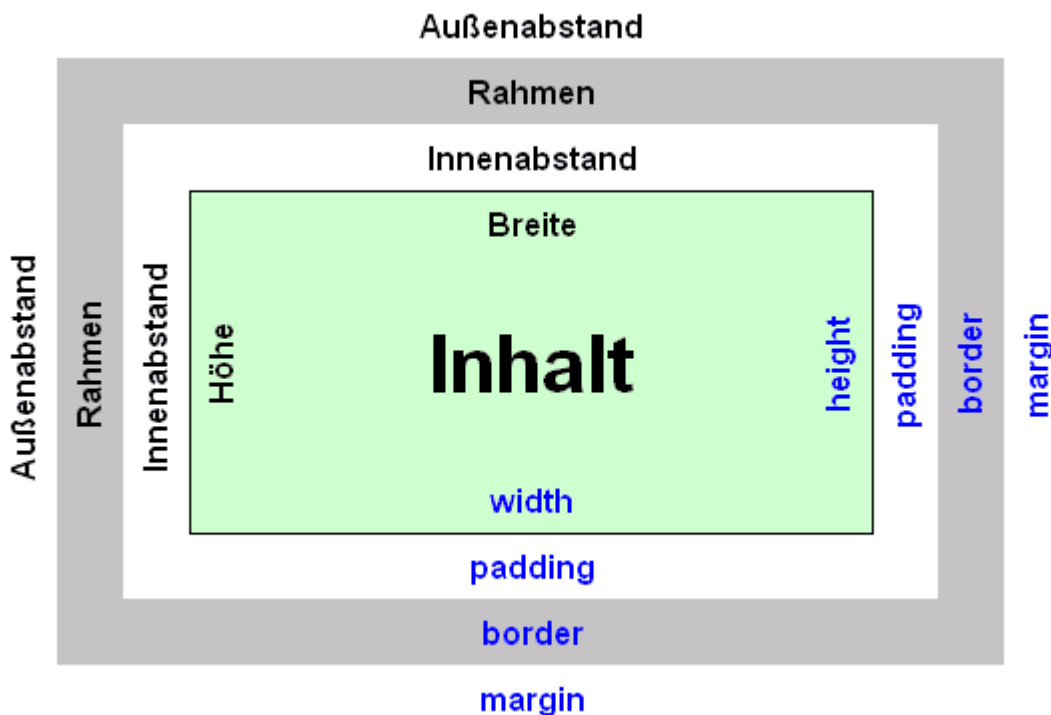 Außenabstand
Rahmen
Innenabstand
Breite
Außenabstand
Rahmen
Innenabstand
Höhe
Inhalt
height
padding
border
margin
width
padding
border
margin